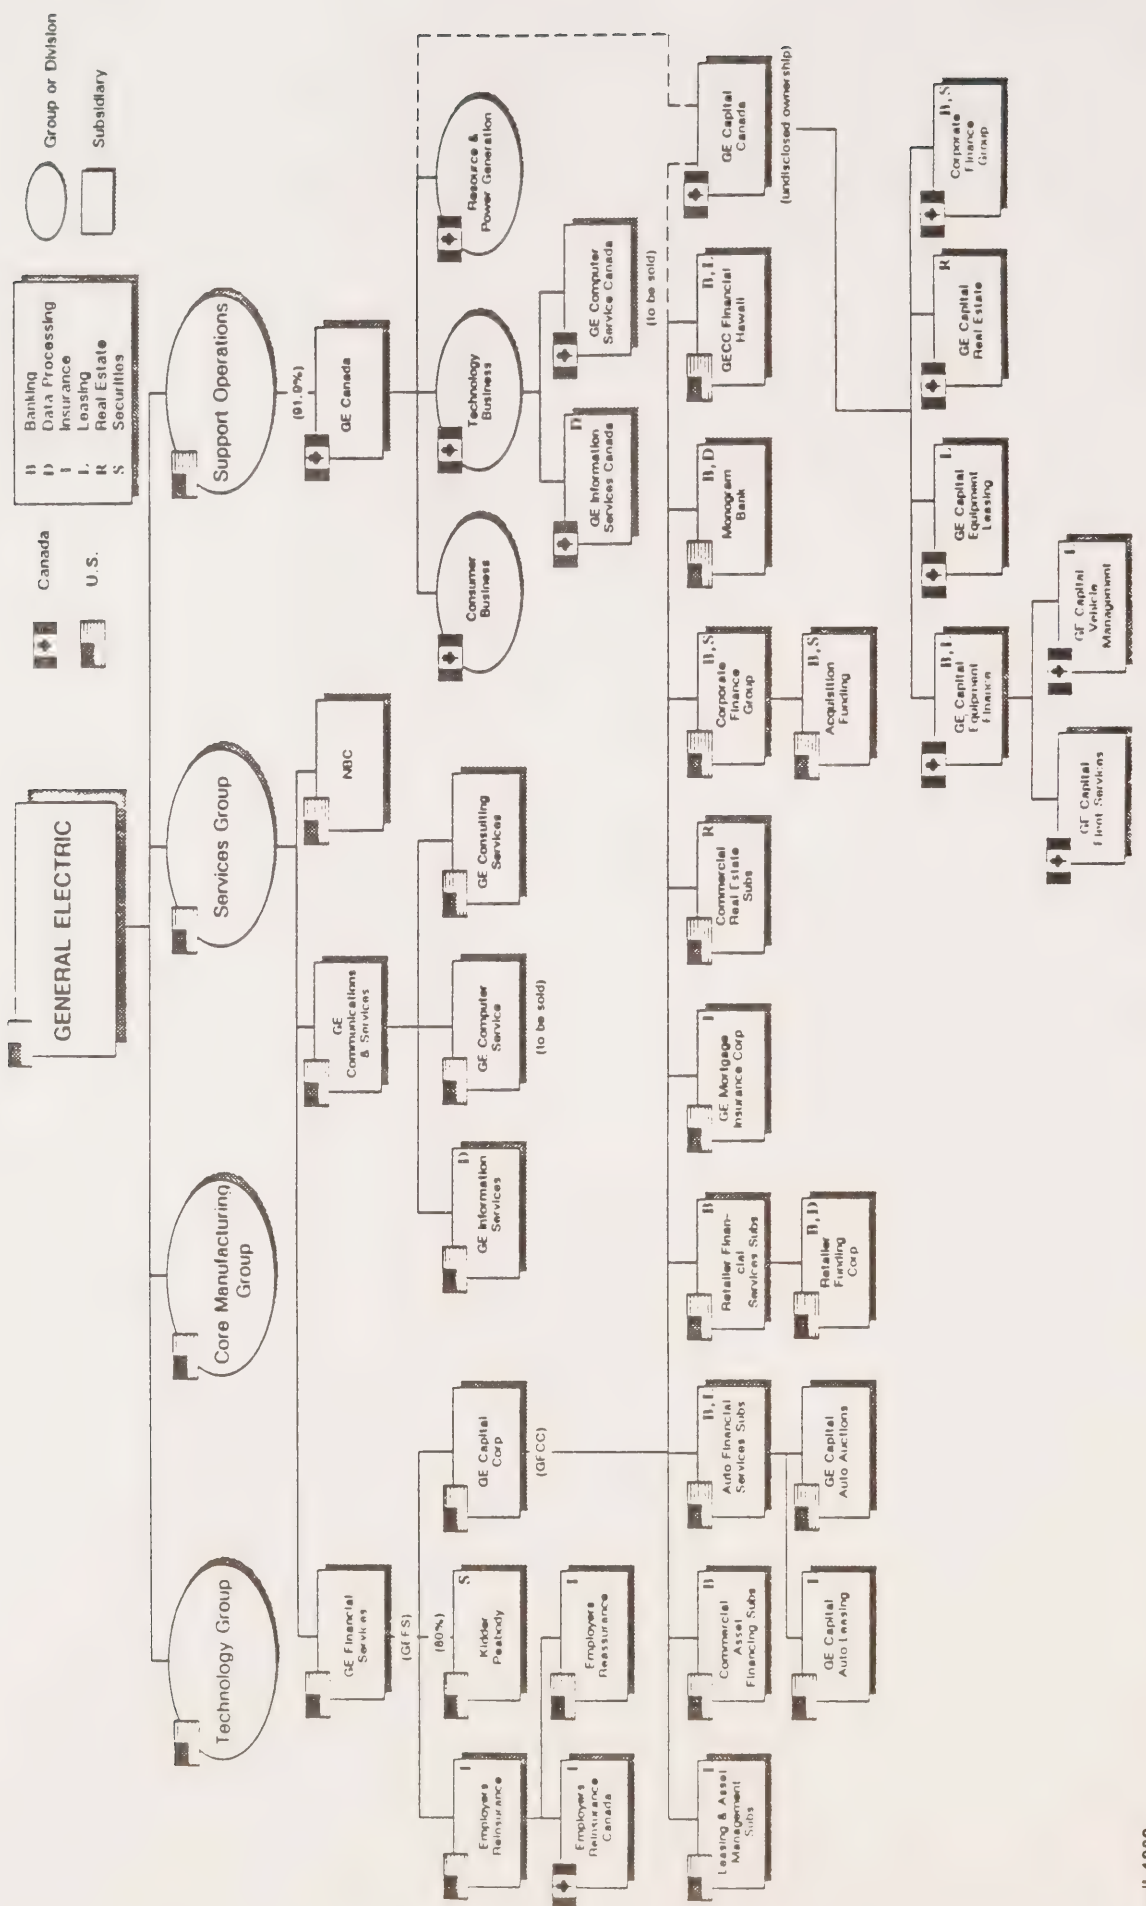 GENERAL ELECTRIC
Canada
U.S.
B Banking
D Data Processing
I Insurance
L Leasing
R Real Estate
S Securities
Group or Division
Subsidiary
Technology Group
Core Manufacturing
Group
Services Group
Support Operations
(91.9%)
GE Financial
Services
(GEFS)
GE
Communications
& Services
NBC
GE Canada
Employers
Reinsurance
I
(80%)
Kidder
Peabody
S
GE Capital
Corp
(GECC)
GE Information
Services
D
GE Computer
Service
(to be sold)
GE Consulting
Services
Consumer
Business
Technology
Business
Resource &
Power Generation
Employers
Reinsurance
Canada
I
Employers
Reassurance
I
GE Information
Services Canada
D
GE Computer
Service Canada
(to be sold)
Leasing & Asset
Management
Subs
Commercial
Asset
Financing Subs
B
Auto Financial
Services Subs
Retailer Finan-
cial
Services Subs
B
GE Mortgage
Insurance Corp
I
Commercial
Real Estate
Subs
R
Corporate
Finance
Group
B,S
Monogram
Bank
B,D
GECC Financial
Hawaii
B,L
GE Capital
Canada
(undisclosed ownership)
GE Capital
Auto Leasing
GE Capital
Auto Auctions
Retailer
Funding
Corp
B,D
Acquisition
Funding
B,S
GE Capital
Equipment
Finance
B,L
GE Capital
Equipment
Leasing
L
GE Capital
Real Estate
R
Corporate
Finance
Group
B,S
GE Capital
Fleet Services
GE Capital
Vehicle
Management